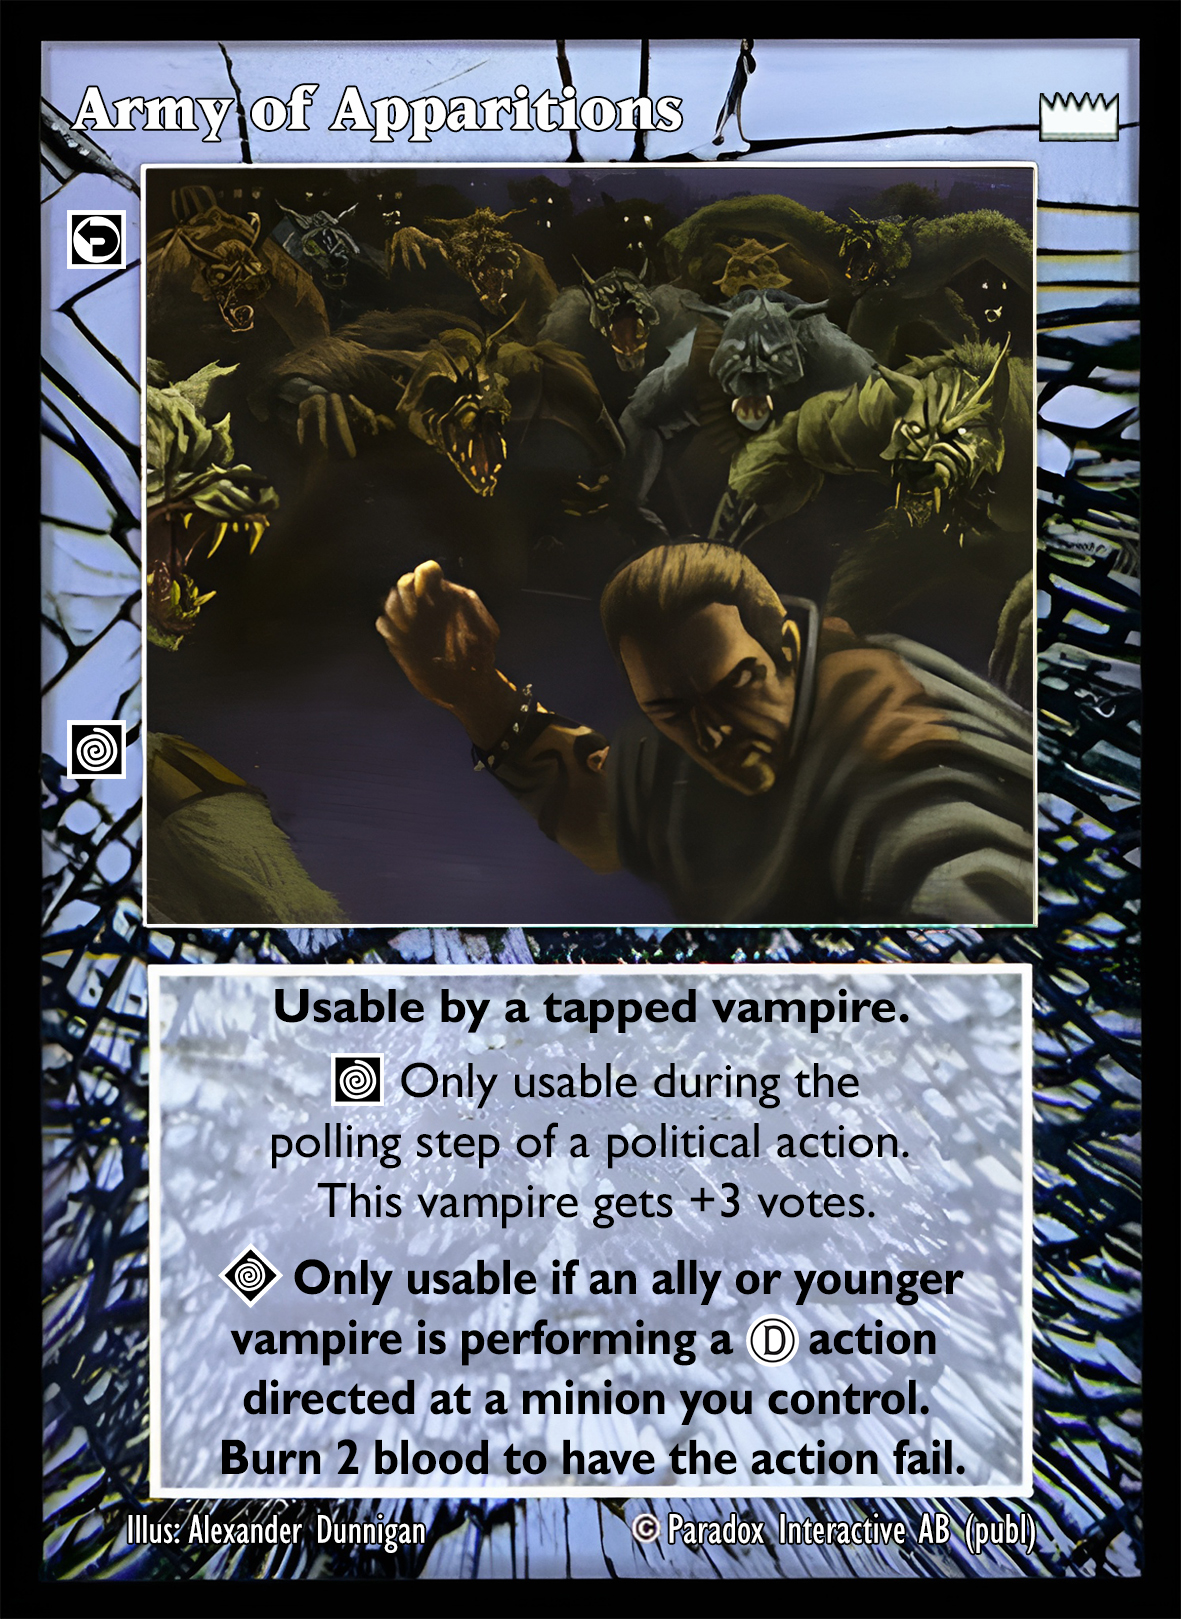 Army of Apparitions
Usable by a tapped vampire.
Only usable during the
polling step of a political action.
This vampire gets +3 votes.
Only usable if an ally or younger
vampire is performing a Ⓓ action
directed at a minion you control.
Burn 2 blood to have the action fail.
Illus: Alexander Dunnigan
© Paradox Interactive AB (publ)